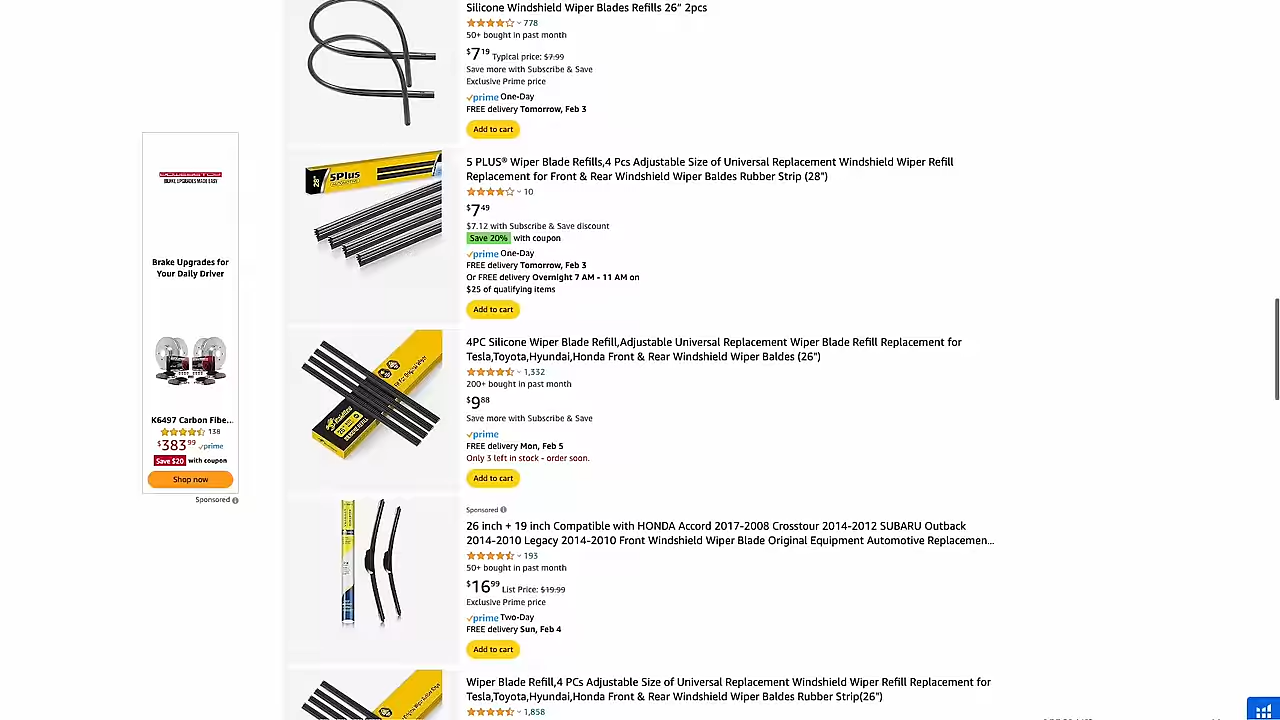 Silicone Windshield Wiper Blades Refills 26” 2pcs
778
50+ bought in past month
$7 19 Typical price: $7.99
Save more with Subscribe & Save
Exclusive Prime price
prime One-Day
FREE delivery Tomorrow, Feb 3
Add to cart
28"
5Plus
5 PLUS® Wiper Blade Refills,4 Pcs Adjustable Size of Universal Replacement Windshield Wiper Refill
Replacement for Front & Rear Windshield Wiper Baldes Rubber Strip (28")
10
$7 49
$7.12 with Subscribe & Save discount
Save 20% with coupon
prime One-Day
FREE delivery Tomorrow, Feb 3
Or FREE delivery Overnight 7 AM - 11 AM on
$25 of qualifying items
Add to cart
BRAKE UPGRADES MADE EASY
Brake Upgrades for
Your Daily Driver
K6497 Carbon Fibe...
138
$383 99 prime
Save $20 with coupon
Shop now
Sponsored
4PC Silicone Wiper Blade Refill,Adjustable Universal Replacement Wiper Blade Refill Replacement for
Tesla,Toyota,Hyundai,Honda Front & Rear Windshield Wiper Baldes (26")
1,332
200+ bought in past month
$9 88
Save more with Subscribe & Save
prime
FREE delivery Mon, Feb 5
Only 3 left in stock - order soon.
Add to cart
Sponsored
26 inch + 19 inch Compatible with HONDA Accord 2017-2008 Crosstour 2014-2012 SUBARU Outback
2014-2010 Legacy 2014-2010 Front Windshield Wiper Blade Original Equipment Automotive Replacemen...
193
50+ bought in past month
$16 99 List Price: $19.99
Exclusive Prime price
prime Two-Day
FREE delivery Sun, Feb 4
Add to cart
Wiper Blade Refill,4 PCs Adjustable Size of Universal Replacement Windshield Wiper Refill Replacement for
Tesla,Toyota,Hyundai,Honda Front & Rear Windshield Wiper Baldes Rubber Strip(26")
1,858